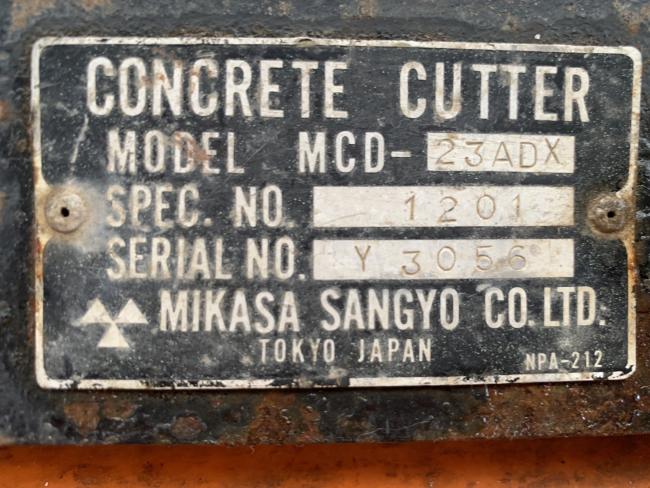 CONCRETE CUTTER
MODEL MCD-23ADX
SPEC. NO. 1201
SERIAL NO. Y 3056
MIKASA SANGYO CO. LTD.
TOKYO JAPAN
NPA-212